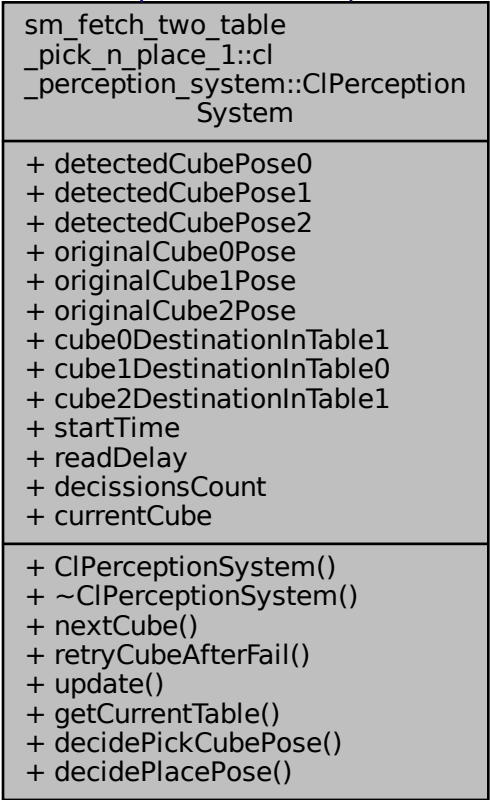 sm_fetch_two_table
_pick_n_place_1::cl
_perception_system::ClPerception
System
+ detectedCubePose0
+ detectedCubePose1
+ detectedCubePose2
+ originalCube0Pose
+ originalCube1Pose
+ originalCube2Pose
+ cube0DestinationInTable1
+ cube1DestinationInTable0
+ cube2DestinationInTable1
+ startTime
+ readDelay
+ decissionsCount
+ currentCube
+ ClPerceptionSystem()
+ ~ClPerceptionSystem()
+ nextCube()
+ retryCubeAfterFail()
+ update()
+ getCurrentTable()
+ decidePickCubePose()
+ decidePlacePose()